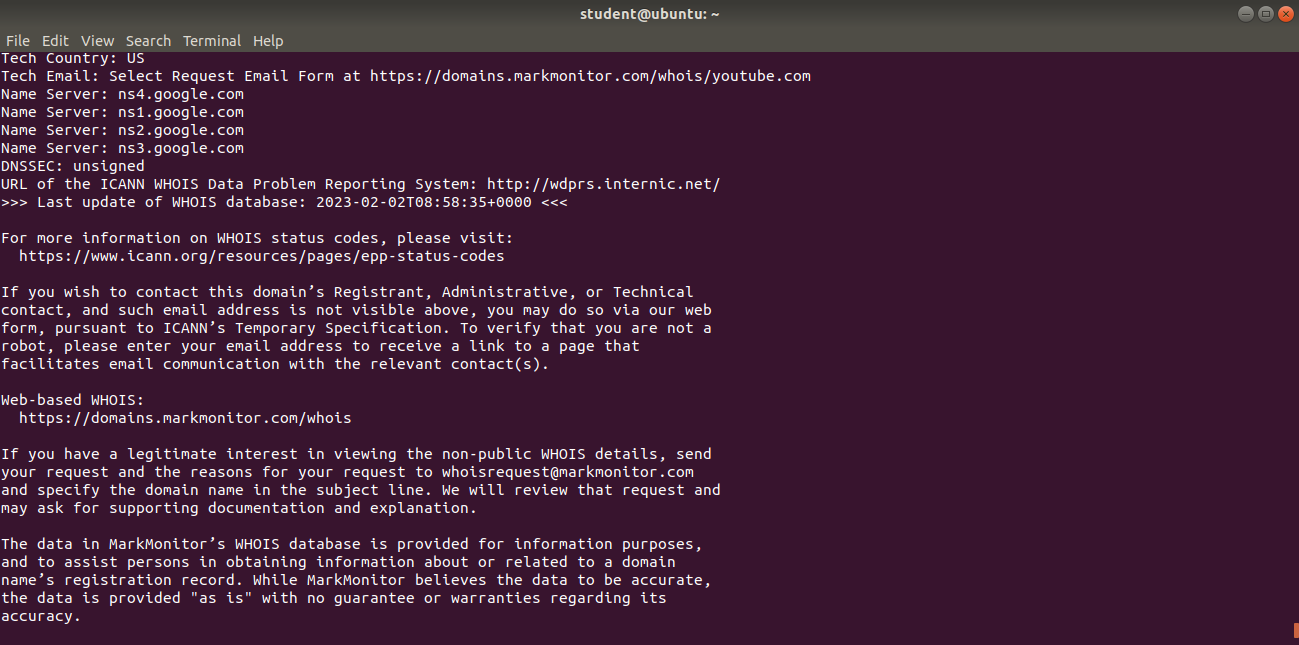 student@ubuntu: ~
File Edit View Search Terminal Help
Tech Country: US
Tech Email: Select Request Email Form at https://domains.markmonitor.com/whois/youtube.com
Name Server: ns4.google.com
Name Server: ns1.google.com
Name Server: ns2.google.com
Name Server: ns3.google.com
DNSSEC: unsigned
URL of the ICANN WHOIS Data Problem Reporting System: http://wdprs.internic.net/
>>> Last update of WHOIS database: 2023-02-02T08:58:35+0000 <<<
For more information on WHOIS status codes, please visit:
  https://www.icann.org/resources/pages/epp-status-codes
If you wish to contact this domain’s Registrant, Administrative, or Technical
contact, and such email address is not visible above, you may do so via our web
form, pursuant to ICANN’s Temporary Specification. To verify that you are not a
robot, please enter your email address to receive a link to a page that
facilitates email communication with the relevant contact(s).
Web-based WHOIS:
  https://domains.markmonitor.com/whois
If you have a legitimate interest in viewing the non-public WHOIS details, send
your request and the reasons for your request to whoisrequest@markmonitor.com
and specify the domain name in the subject line. We will review that request and
may ask for supporting documentation and explanation.
The data in MarkMonitor’s WHOIS database is provided for information purposes,
and to assist persons in obtaining information about or related to a domain
name’s registration record. While MarkMonitor believes the data to be accurate,
the data is provided "as is" with no guarantee or warranties regarding its
accuracy.